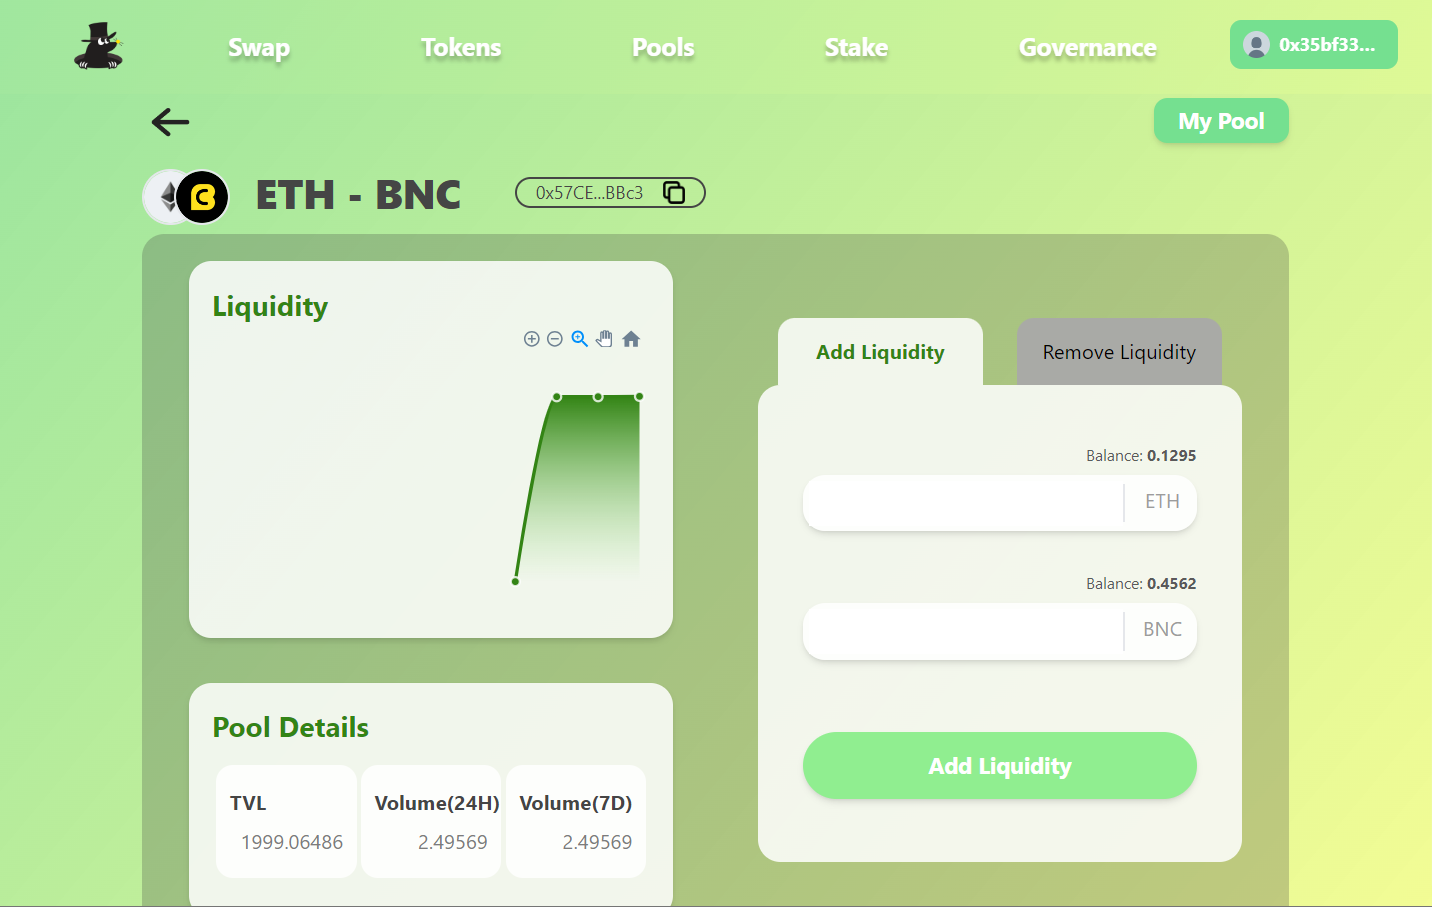 Swap Tokens Pools Stake Governance 0x35bf33...
My Pool
ETH - BNC 0x57CE...BBc3
Liquidity
Add Liquidity Remove Liquidity
Balance: 0.1295
ETH
Balance: 0.4562
BNC
Add Liquidity
Pool Details
TVL Volume(24H) Volume(7D)
1999.06486 2.49569 2.49569